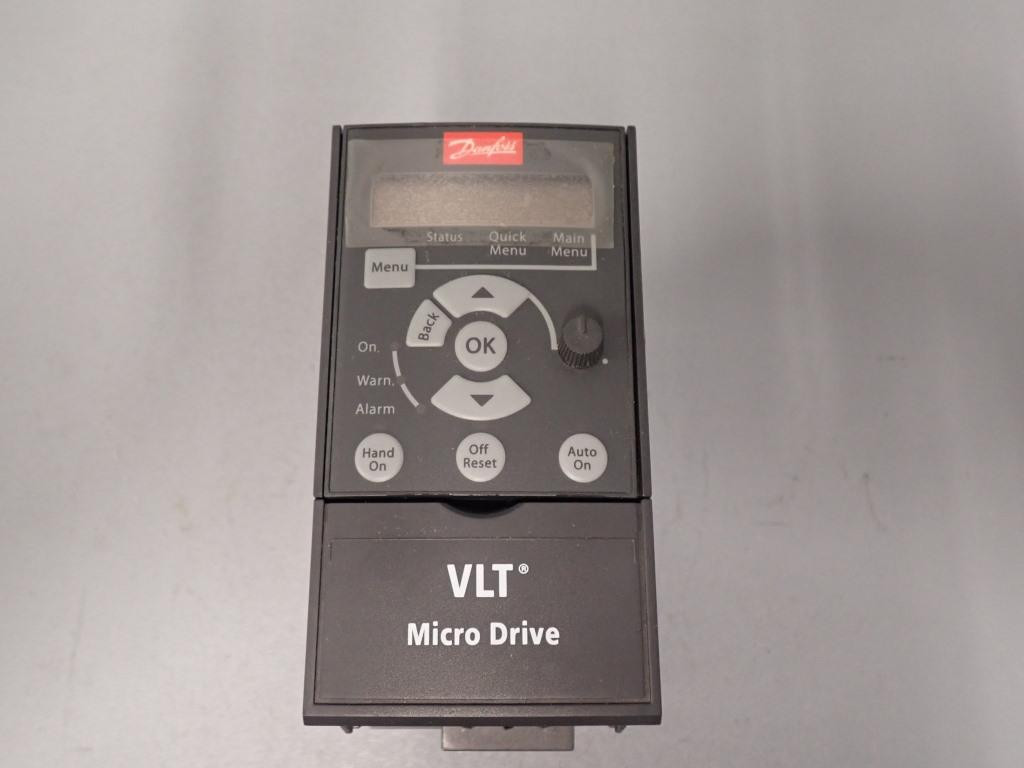 Danfoss
Status Quick Menu Main Menu
Menu
Back
OK
On
Warn.
Alarm
Hand On
Off Reset
Auto On
VLT®
Micro Drive